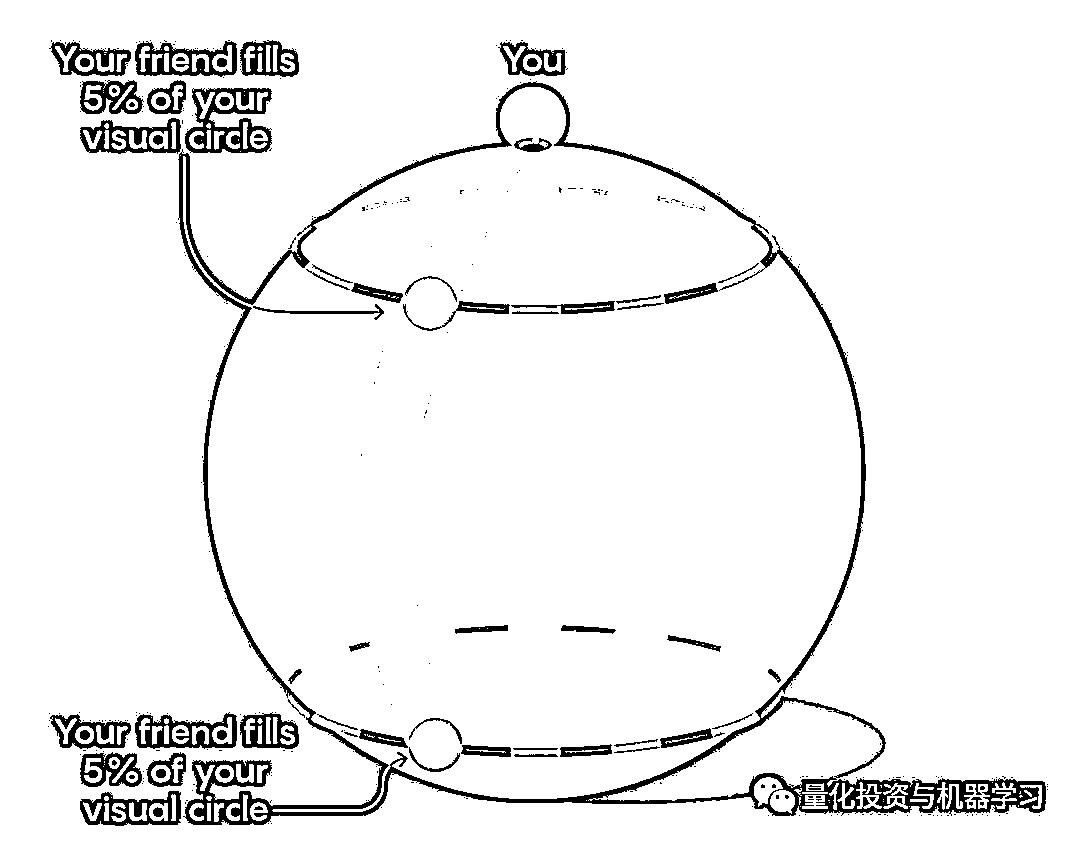 Your friend fills
5% of your
visual circle
You
Your friend fills
5% of your
visual circle
量化投资与机器学习